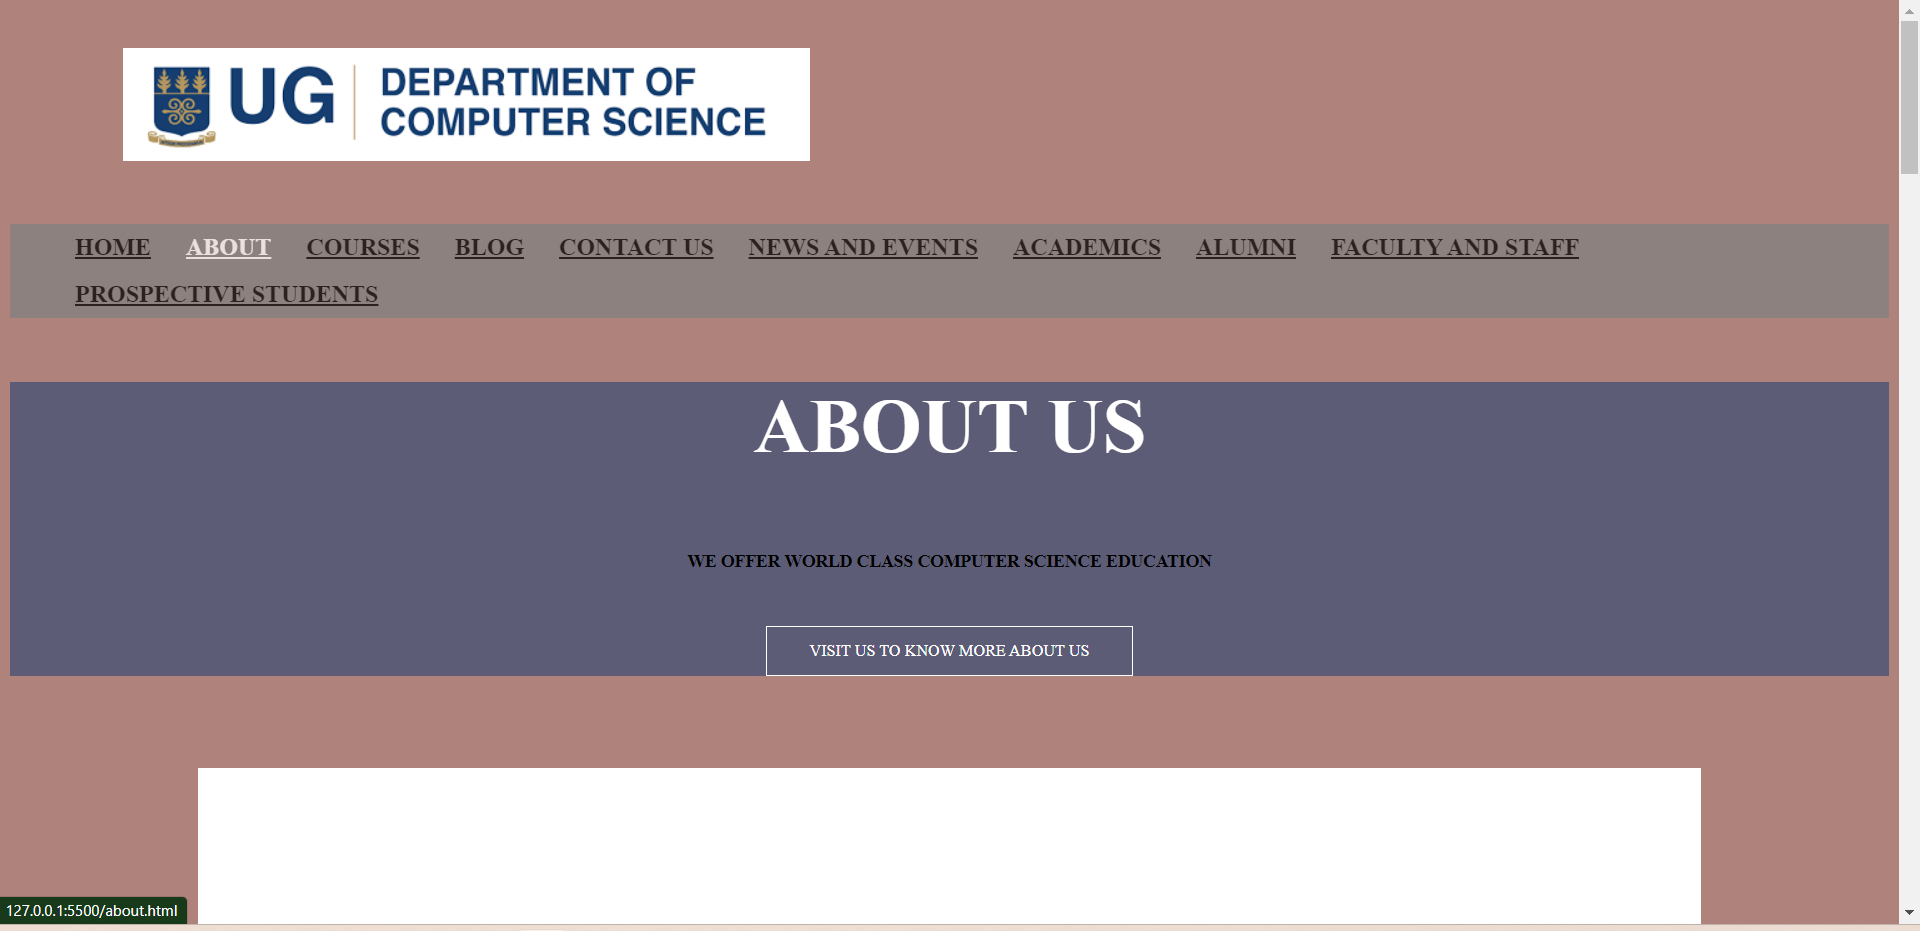 UG
DEPARTMENT OF
COMPUTER SCIENCE
HOME ABOUT COURSES BLOG CONTACT US NEWS AND EVENTS ACADEMICS ALUMNI FACULTY AND STAFF
PROSPECTIVE STUDENTS
ABOUT US
WE OFFER WORLD CLASS COMPUTER SCIENCE EDUCATION
VISIT US TO KNOW MORE ABOUT US
127.0.0.1:5500/about.html